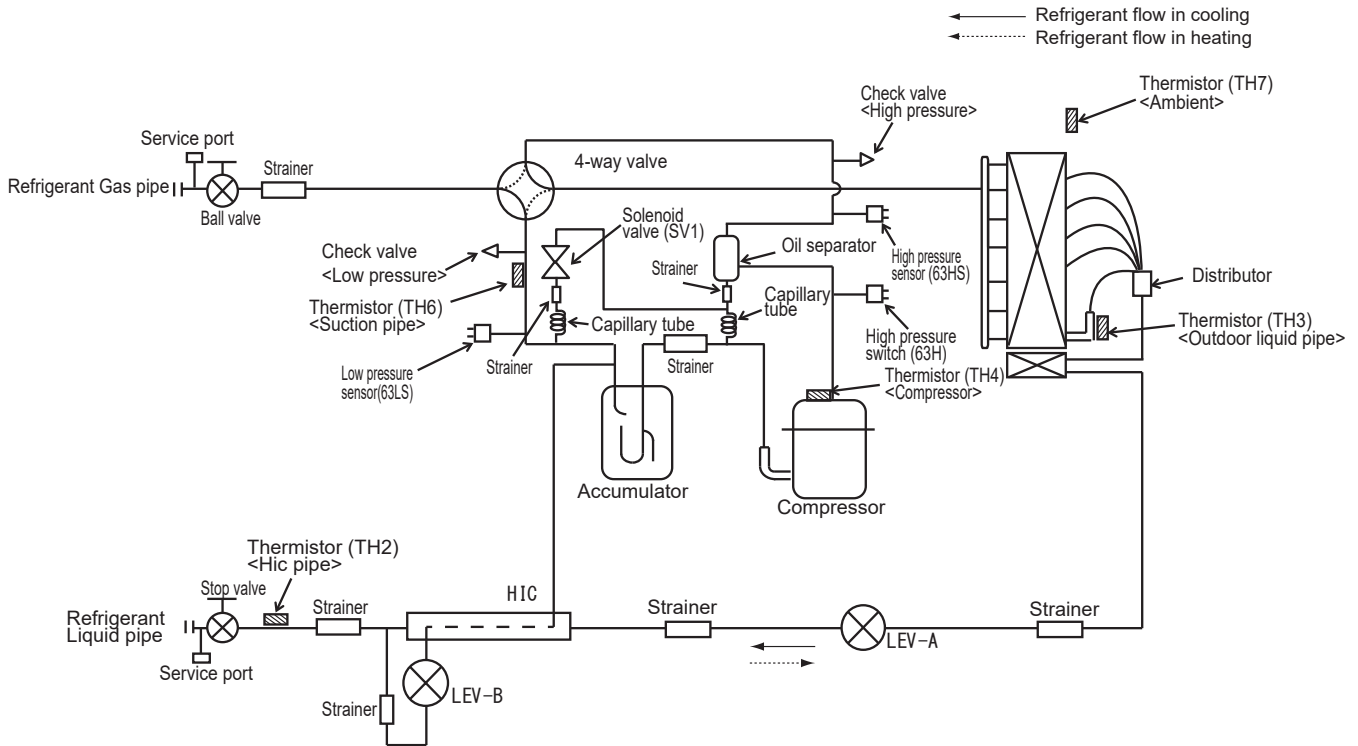 Refrigerant flow in cooling
Refrigerant flow in heating
Thermistor (TH7)
<Ambient>
Check valve
<High pressure>
Service port
Strainer
4-way valve
Refrigerant Gas pipe
Ball valve
Solenoid
valve (SV1)
Oil separator
High pressure
sensor (63HS)
Check valve
<Low pressure>
Strainer
Distributor
Thermistor (TH6)
<Suction pipe>
Capillary tube
Capillary
tube
High pressure
switch (63H)
Thermistor (TH3)
<Outdoor liquid pipe>
Low pressure
sensor(63LS)
Strainer
Strainer
Thermistor (TH4)
<Compressor>
Accumulator
Compressor
Thermistor (TH2)
<Hic pipe>
Stop valve
Strainer
HIC
Strainer
Strainer
Refrigerant
Liquid pipe
LEV-A
Service port
LEV-B
Strainer